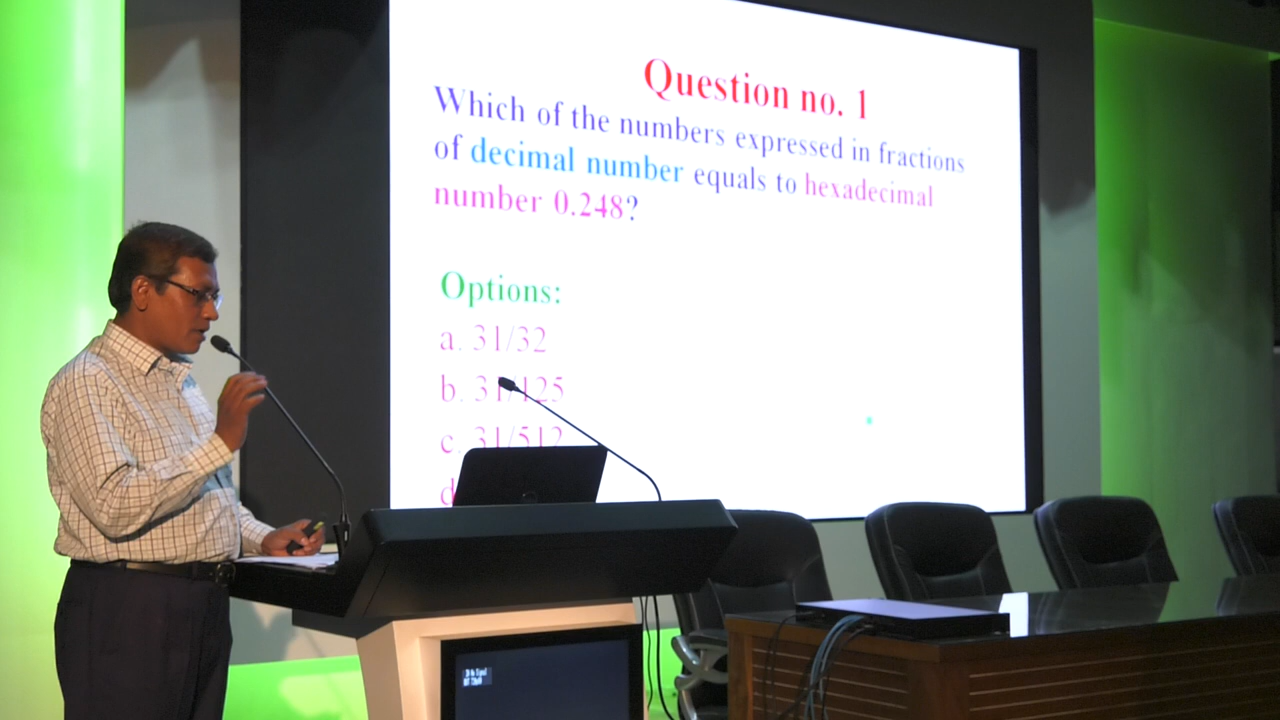 Question no. 1
Which of the numbers expressed in fractions
of decimal number equals to hexadecimal
number 0.248?
Options:
a. 31/32
b. 31/125
c. 31/512
d